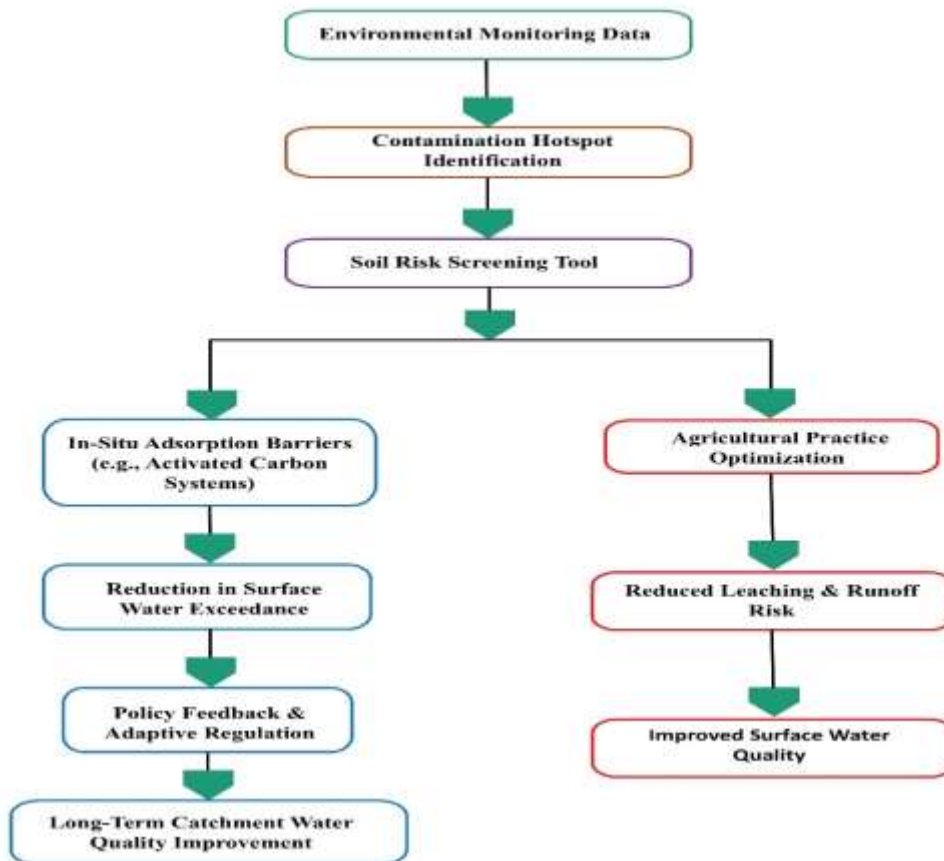 Environmental Monitoring Data
Contamination Hotspot
Identification
Soil Risk Screening Tool
In-Situ Adsorption Barriers
(e.g., Activated Carbon
Systems)
Agricultural Practice
Optimization
Reduction in Surface
Water Exceedance
Reduced Leaching & Runoff
Risk
Policy Feedback &
Adaptive Regulation
Improved Surface Water
Quality
Long-Term Catchment Water
Quality Improvement